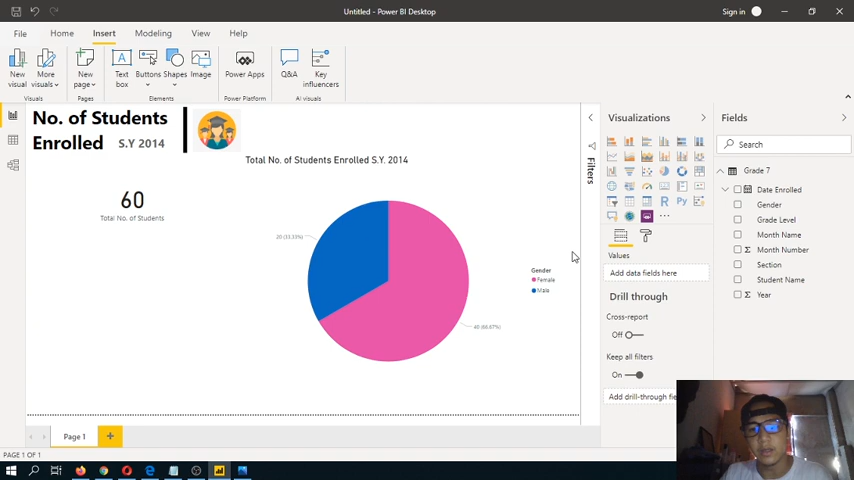 Untitled - Power BI Desktop
Sign in
File
Home
Insert
Modeling
View
Help
New visual
More visuals
New page
Text box
Buttons
Shapes
Image
Power Apps
Q&A
Key influencers
Visuals
Pages
Elements
Power Platform
AI visuals
No. of Students
Enrolled
S.Y 2014
Total No. of Students Enrolled S.Y. 2014
60
Total No. of Students
20 (33.33%)
40 (66.67%)
Gender
Female
Male
Filters
Visualizations
R
Py
Values
Add data fields here
Drill through
Cross-report
Off
Keep all filters
On
Add drill-through fie
Fields
Search
Grade 7
Date Enrolled
Gender
Grade Level
Month Name
Σ Month Number
Section
Student Name
Σ Year
Page 1
PAGE 1 OF 1